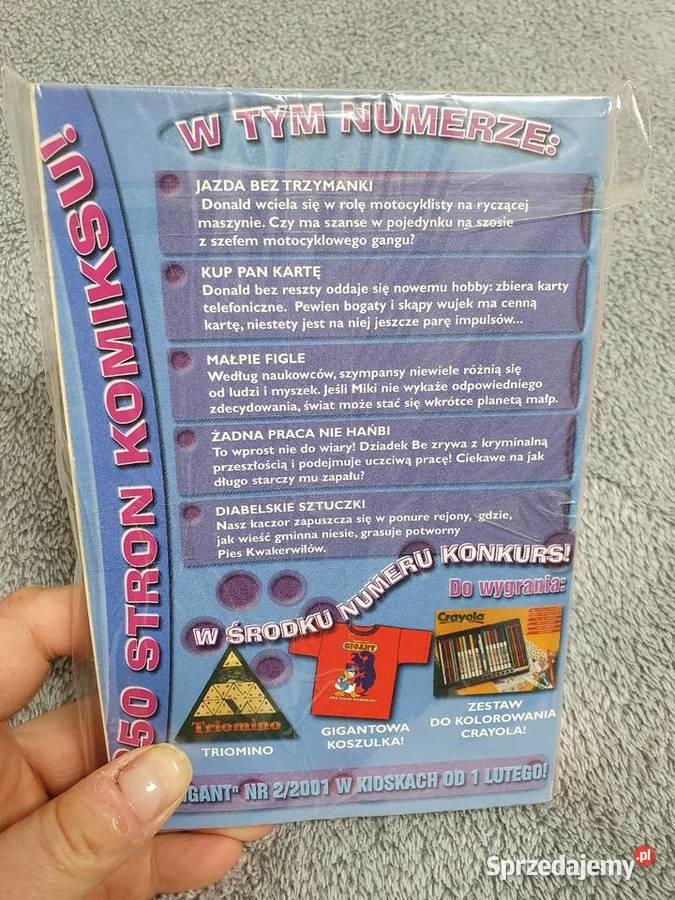 W TYM NUMERZE:
JAZDA BEZ TRZYMANKI
Donald wciela się w rolę motocyklisty na ryczącej
maszynie. Czy ma szanse w pojedynku na szosie
z szefem motocyklowego gangu?
KUP PAN KARTĘ
Donald bez reszty oddaje się nowemu hobby: zbiera karty
telefoniczne. Pewien bogaty i skąpy wujek ma cenną
kartę, niestety jest na niej jeszcze parę impulsów...
MAŁPIE FIGLE
Według naukowców, szympansy niewiele różnią się
od ludzi i myszek. Jeśli Miki nie wykaże odpowiedniego
zdecydowania, świat może stać się wkrótce planetą małp.
ŻADNA PRACA NIE HAŃBI
To wprost nie do wiary! Dziadek Be zrywa z kryminalną
przeszłością i podejmuje uczciwą pracę! Ciekawe na jak
długo starczy mu zapału?
DIABELSKIE SZTUCZKI
Nasz kaczor zapuszcza się w ponure rejony, gdzie,
jak wieść gminna niesie, grasuje potworny
Pies Kwakerwilów.
250 STRON KOMIKSU!
W ŚRODKU NUMERU KONKURS!
Do wygrania:
Triomino
TRIOMINO
GIGANT
GIGANTOWA
KOSZULKA!
Crayola
ZESTAW
DO KOLOROWANIA
CRAYOLA!
GIGANT" NR 2/2001 W KIOSKACH OD 1 LUTEGO!
Sprzedajemy.pl